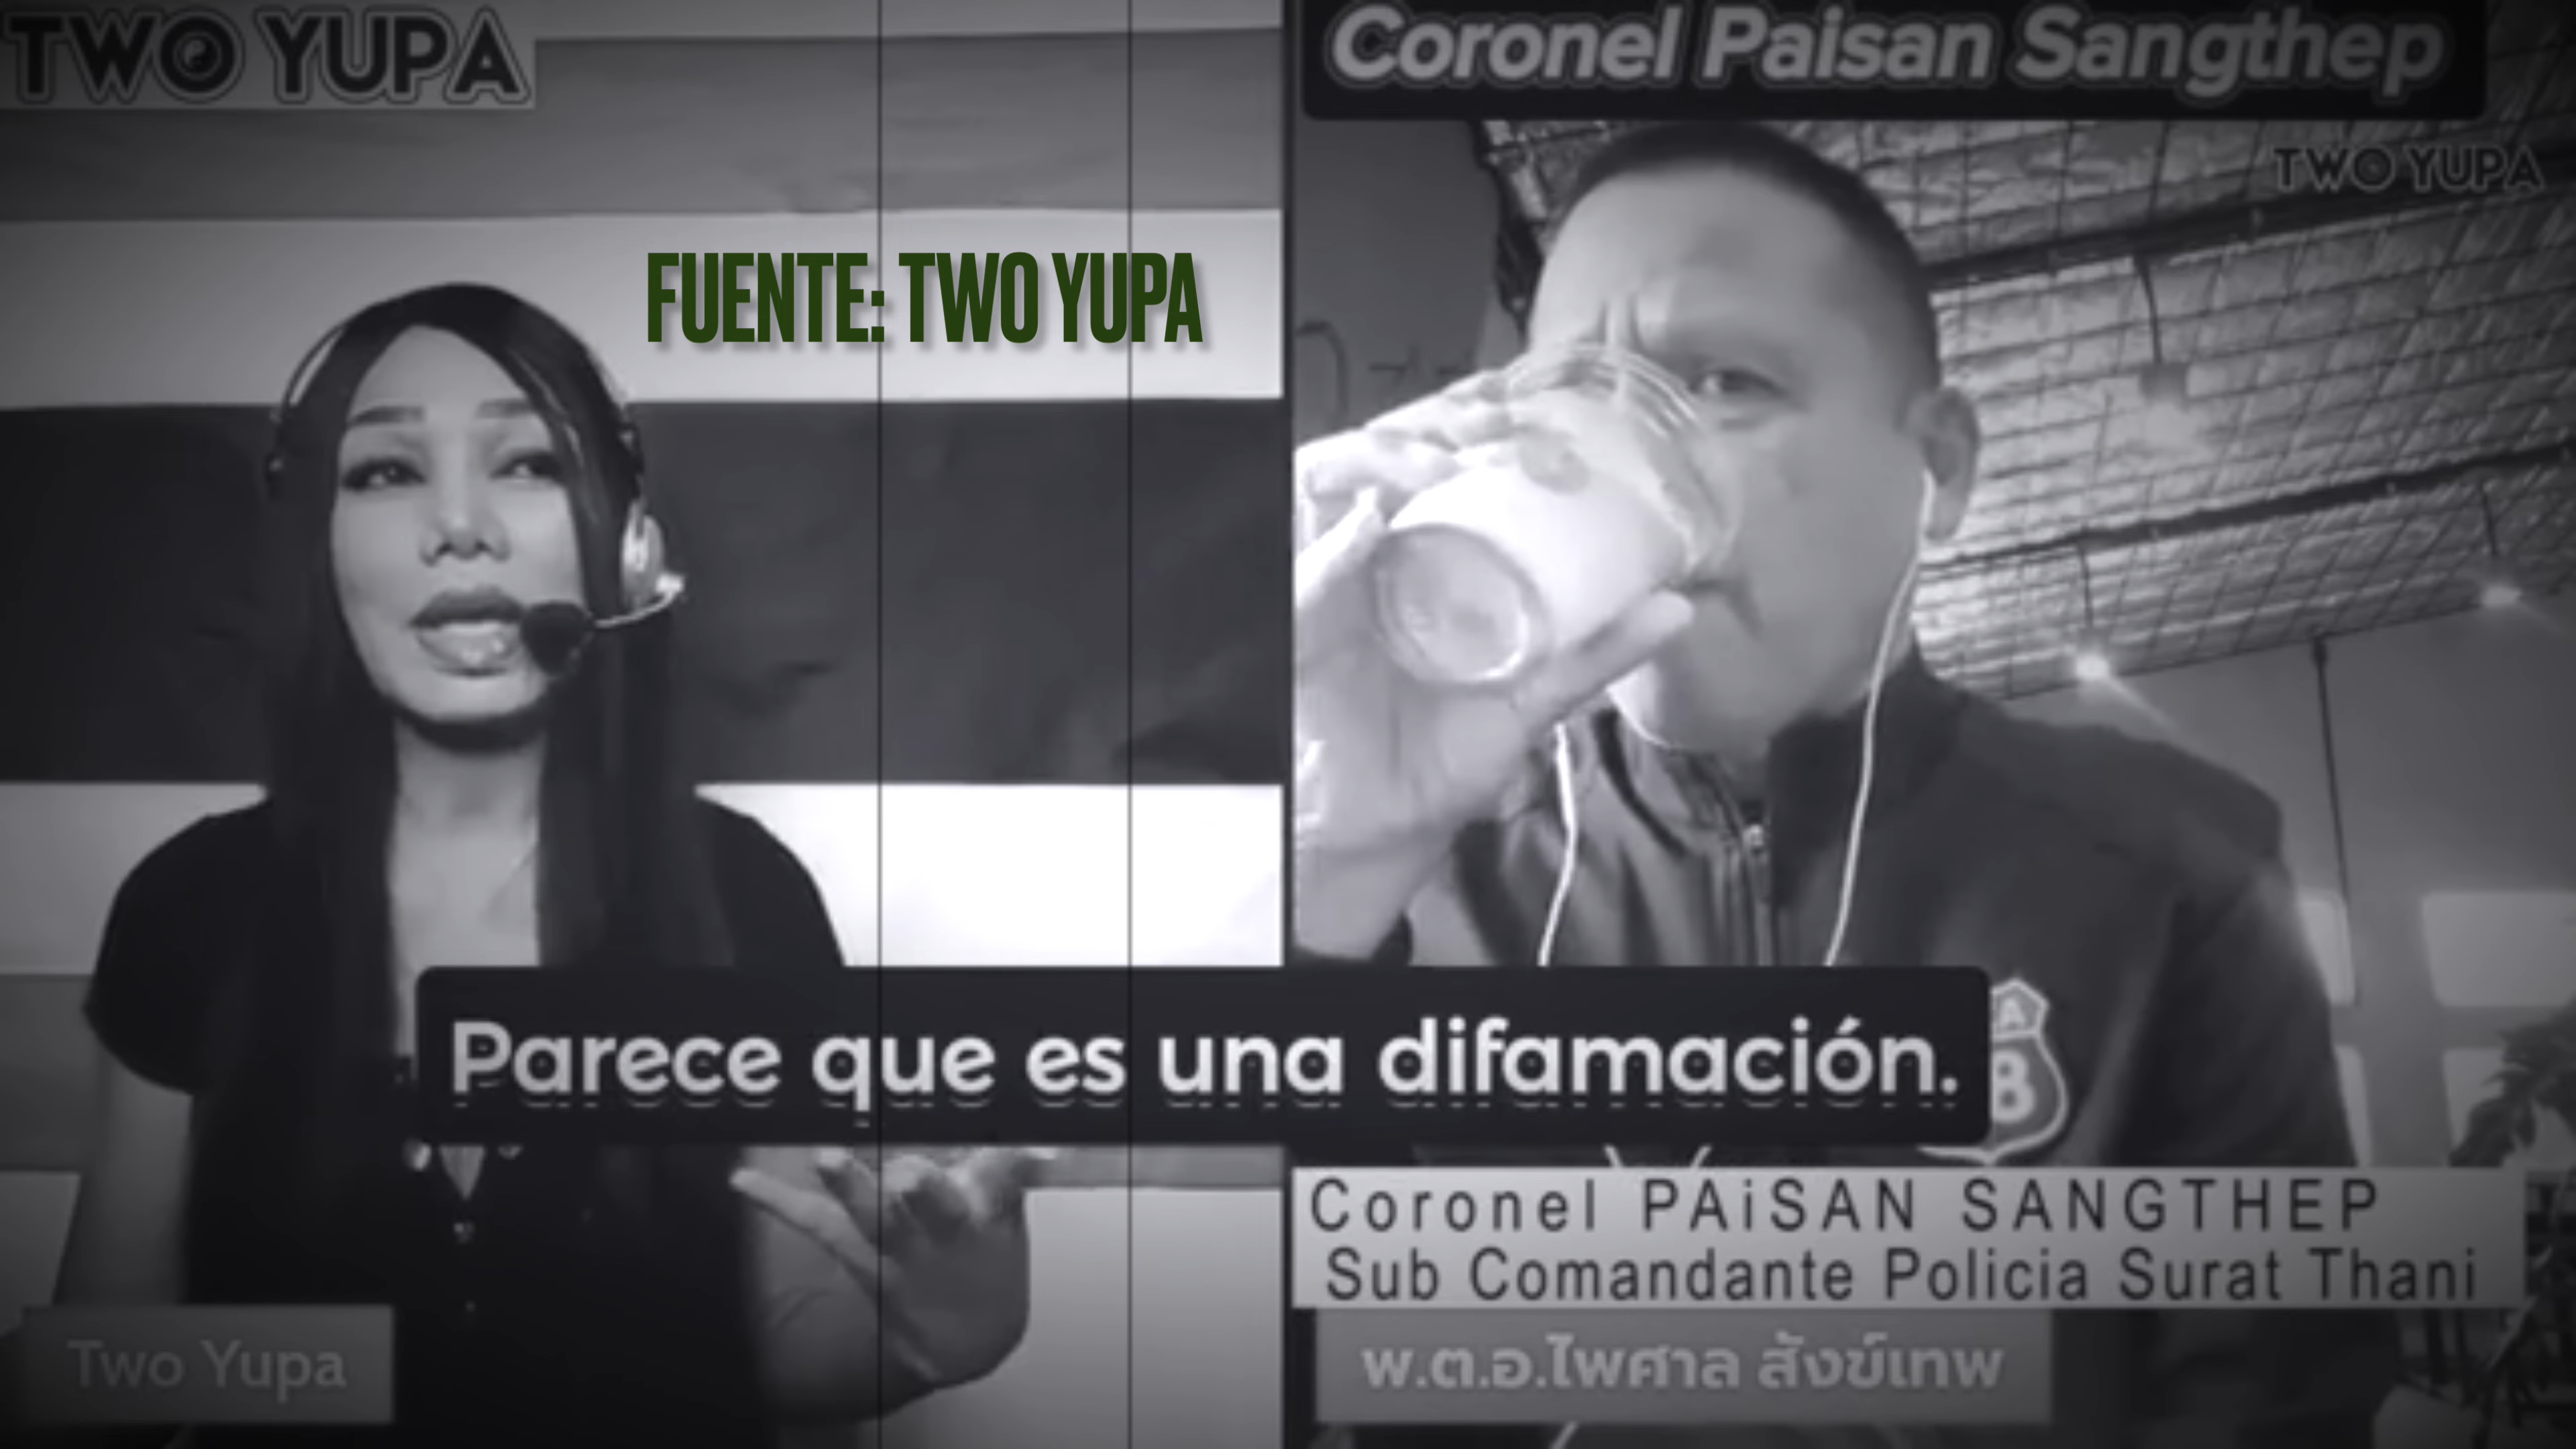 TWO YUPA
Coronel Paisan Sangthep
TWO YUPA
FUENTE: TWO YUPA
Parece que es una difamación.
A
8
Coronel PAiSAN SANGTHEP
Sub Comandante Policia Surat Thani
Two Yupa
พ.ต.อ.ไพศาล สังข์เทพ